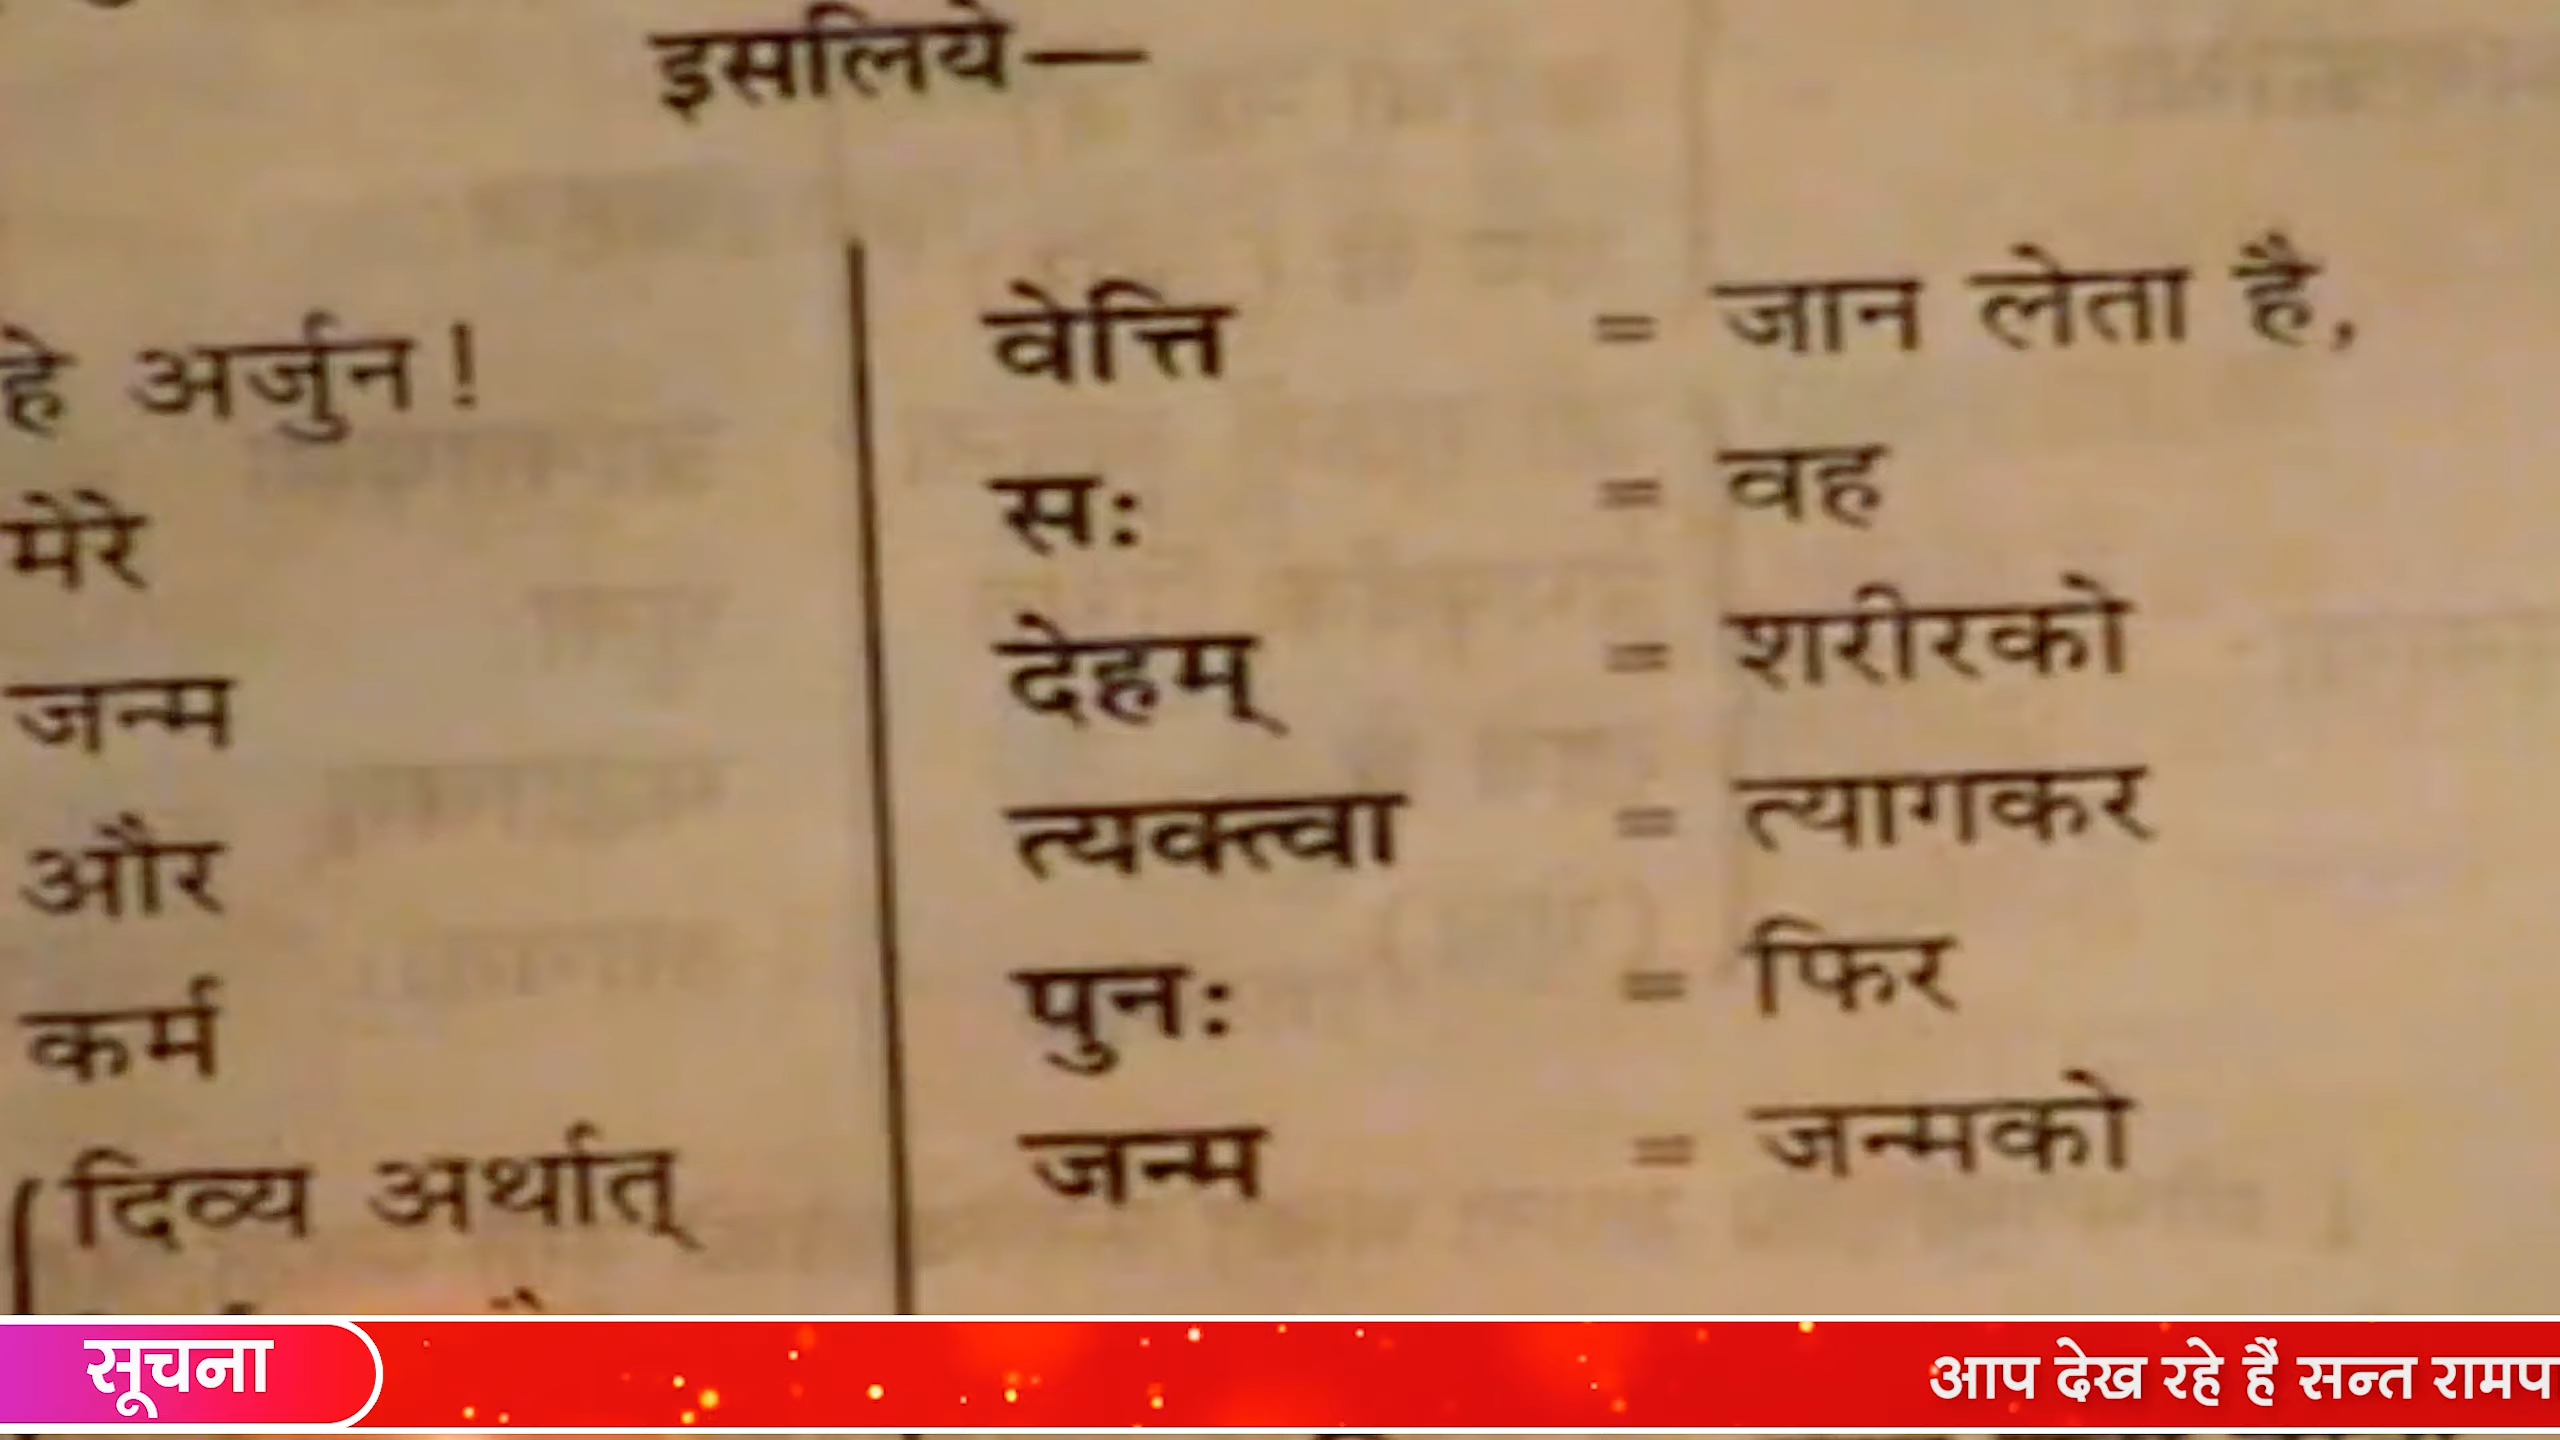 इसलिये—
हे अर्जुन!
मेरे
जन्म
और
कर्म
दिव्य अर्थात्
वेत्ति = जान लेता है,
सः = वह
देहम् = शरीरको
त्यक्त्वा = त्यागकर
पुनः = फिर
जन्म = जन्मको
सूचना
आप देख रहे हैं सन्त रामप